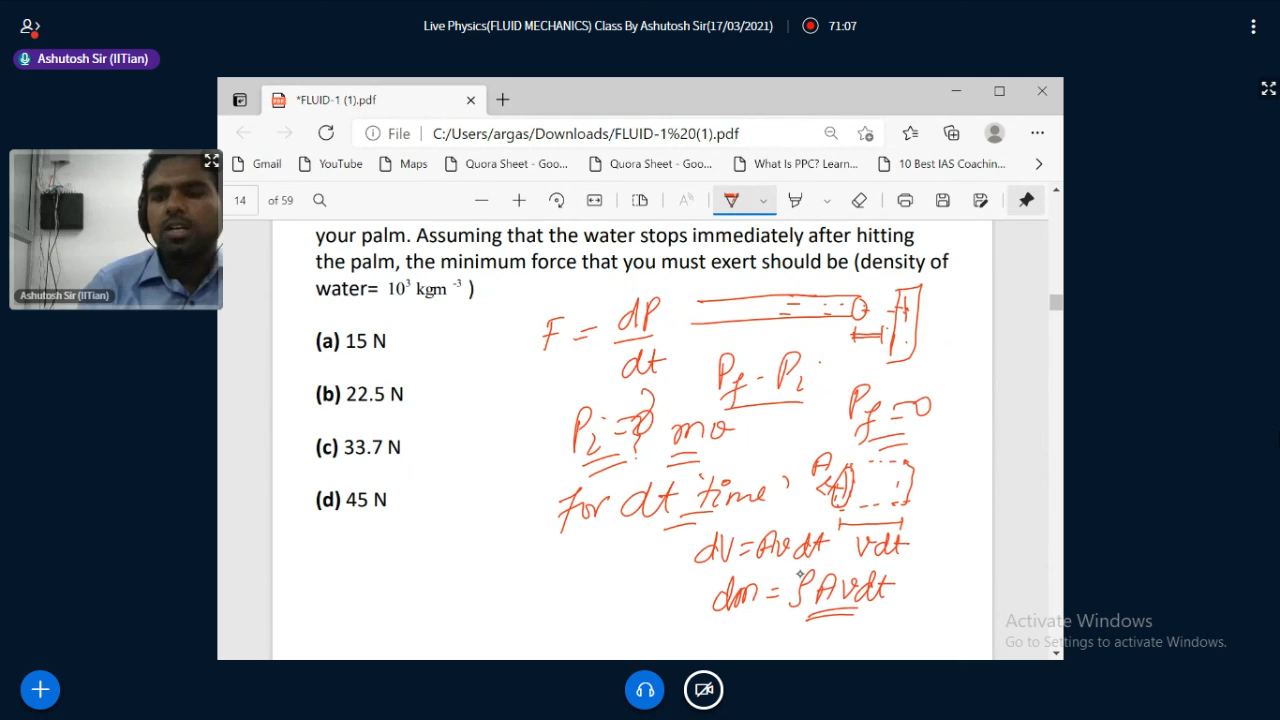 Live Physics(FLUID MECHANICS) Class By Ashutosh Sir(17/03/2021)
71:07
Ashutosh Sir (IITian)
*FLUID-1 (1).pdf
File
C:/Users/argas/Downloads/FLUID-1%20(1).pdf
Gmail
YouTube
Maps
Quora Sheet - Goo...
Quora Sheet - Goo...
What Is PPC? Learn...
10 Best IAS Coachin...
14 of 59
your palm. Assuming that the water stops immediately after hitting
the palm, the minimum force that you must exert should be (density of
water= 10³ kgm ⁻³ )
(a) 15 N
(b) 22.5 N
(c) 33.7 N
(d) 45 N
F = dP/dt
Pf - Pi
Pf = 0
Pi = ? mv
For dt time
A
dV = Avdt
vdt
dm = ρAvdt
Ashutosh Sir (IITian)
Activate Windows
Go to Settings to activate Windows.